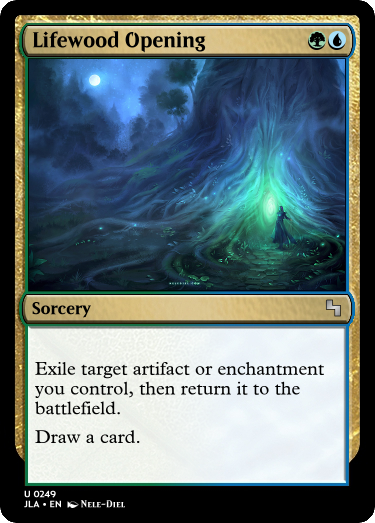 Lifewood Opening
Sorcery
Exile target artifact or enchantment
you control, then return it to the
battlefield.
Draw a card.
U 0249
JLA • EN Nele-Diel